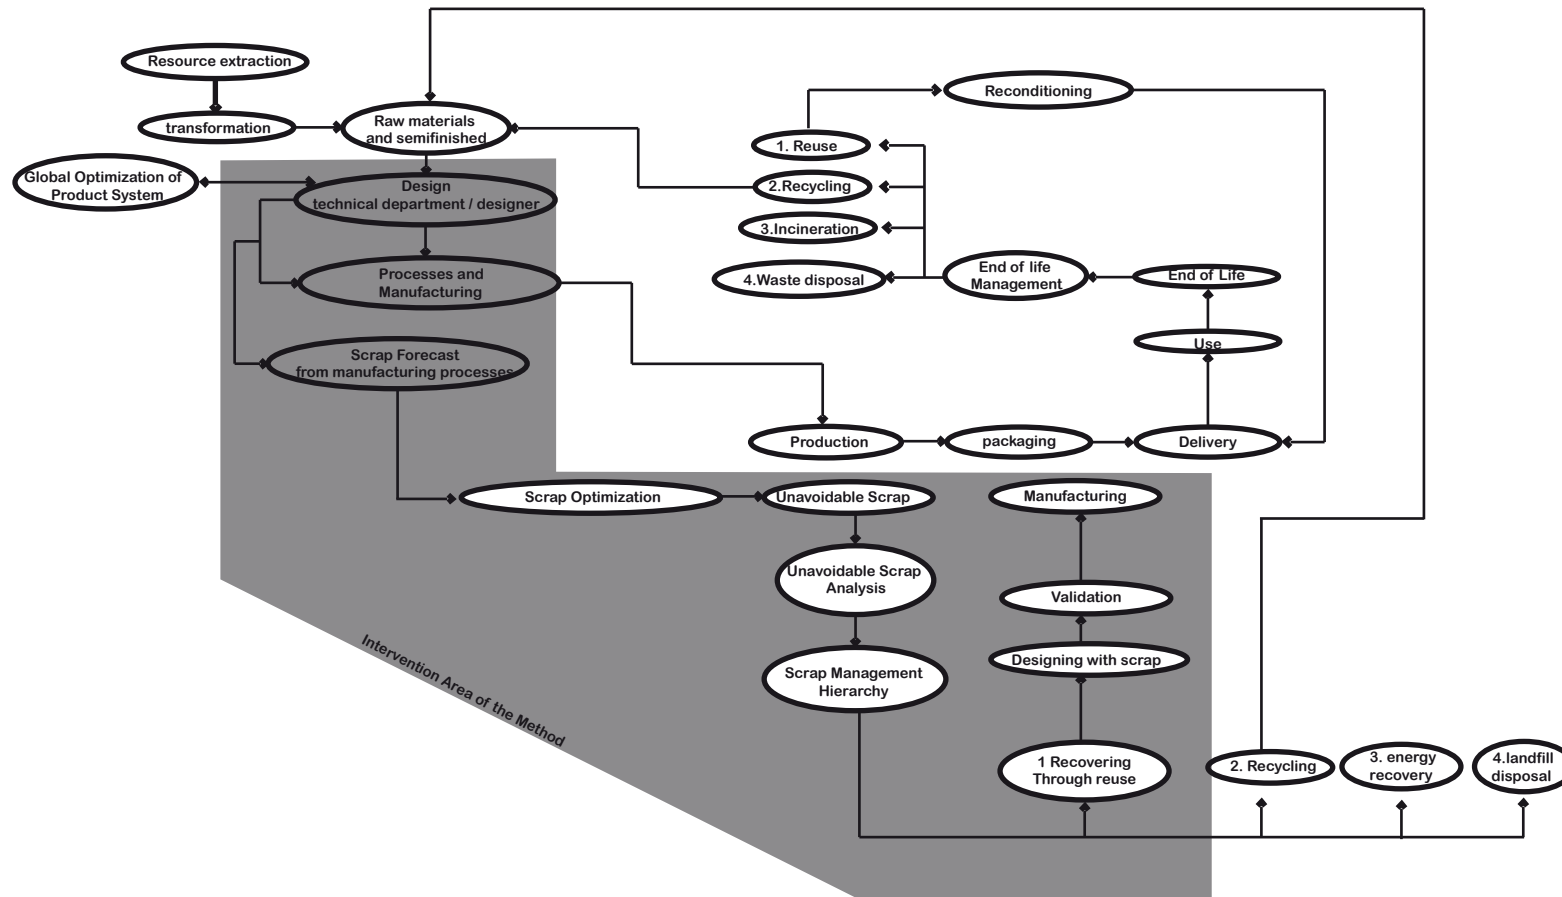 Resource extraction
transformation
Raw materials
and semifinished
Global Optimization of
Product System
Design
technical department / designer
Processes and
Manufacturing
Scrap Forecast
from manufacturing processes
Reconditioning
1. Reuse
2.Recycling
3.Incineration
4.Waste disposal
End of life
Management
End of Life
Use
Production
packaging
Delivery
Scrap Optimization
Unavoidable Scrap
Manufacturing
Unavoidable Scrap
Analysis
Validation
Designing with scrap
Scrap Management
Hierarchy
Intervention Area of the Method
1 Recovering
Through reuse
2. Recycling
3. energy
recovery
4.landfill
disposal